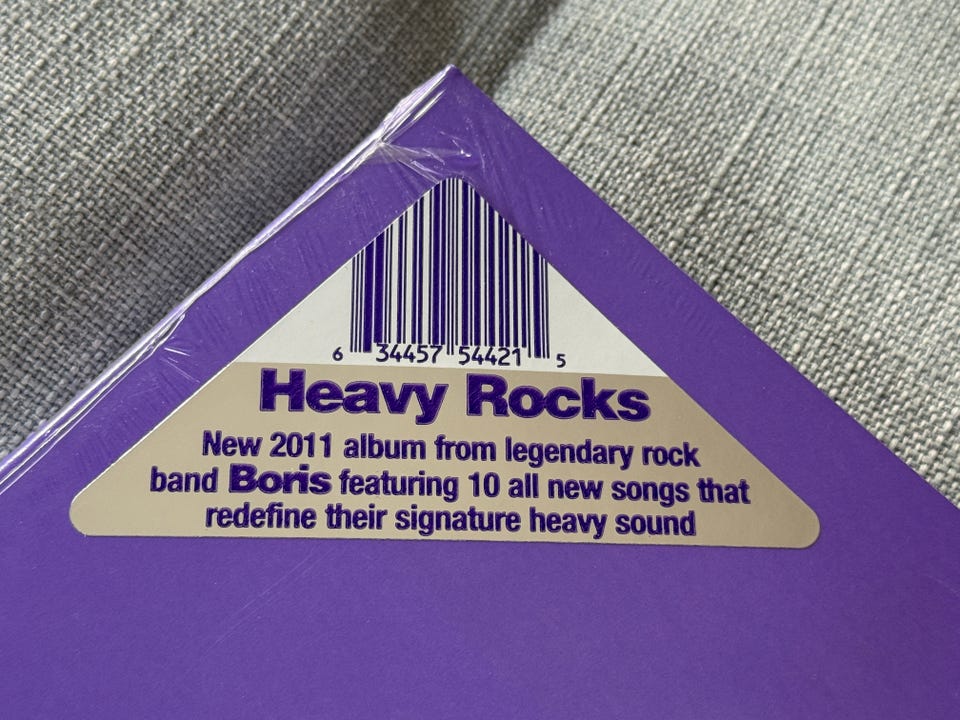 6 34457 54421 5
Heavy Rocks
New 2011 album from legendary rock
band Boris featuring 10 all new songs that
redefine their signature heavy sound